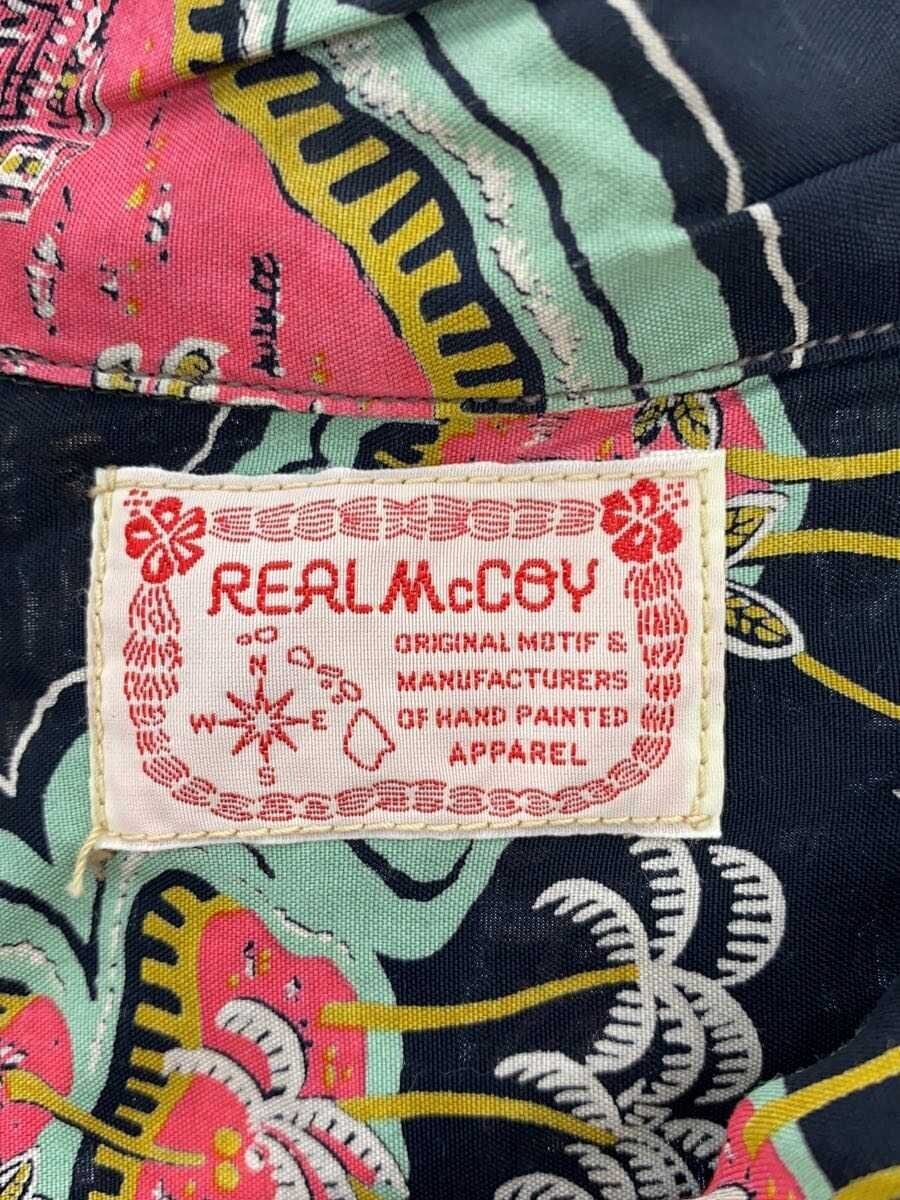 REAL McCOY
ORIGINAL MOTIF &
MANUFACTURERS
OF HAND PAINTED
APPAREL
N
W E
S